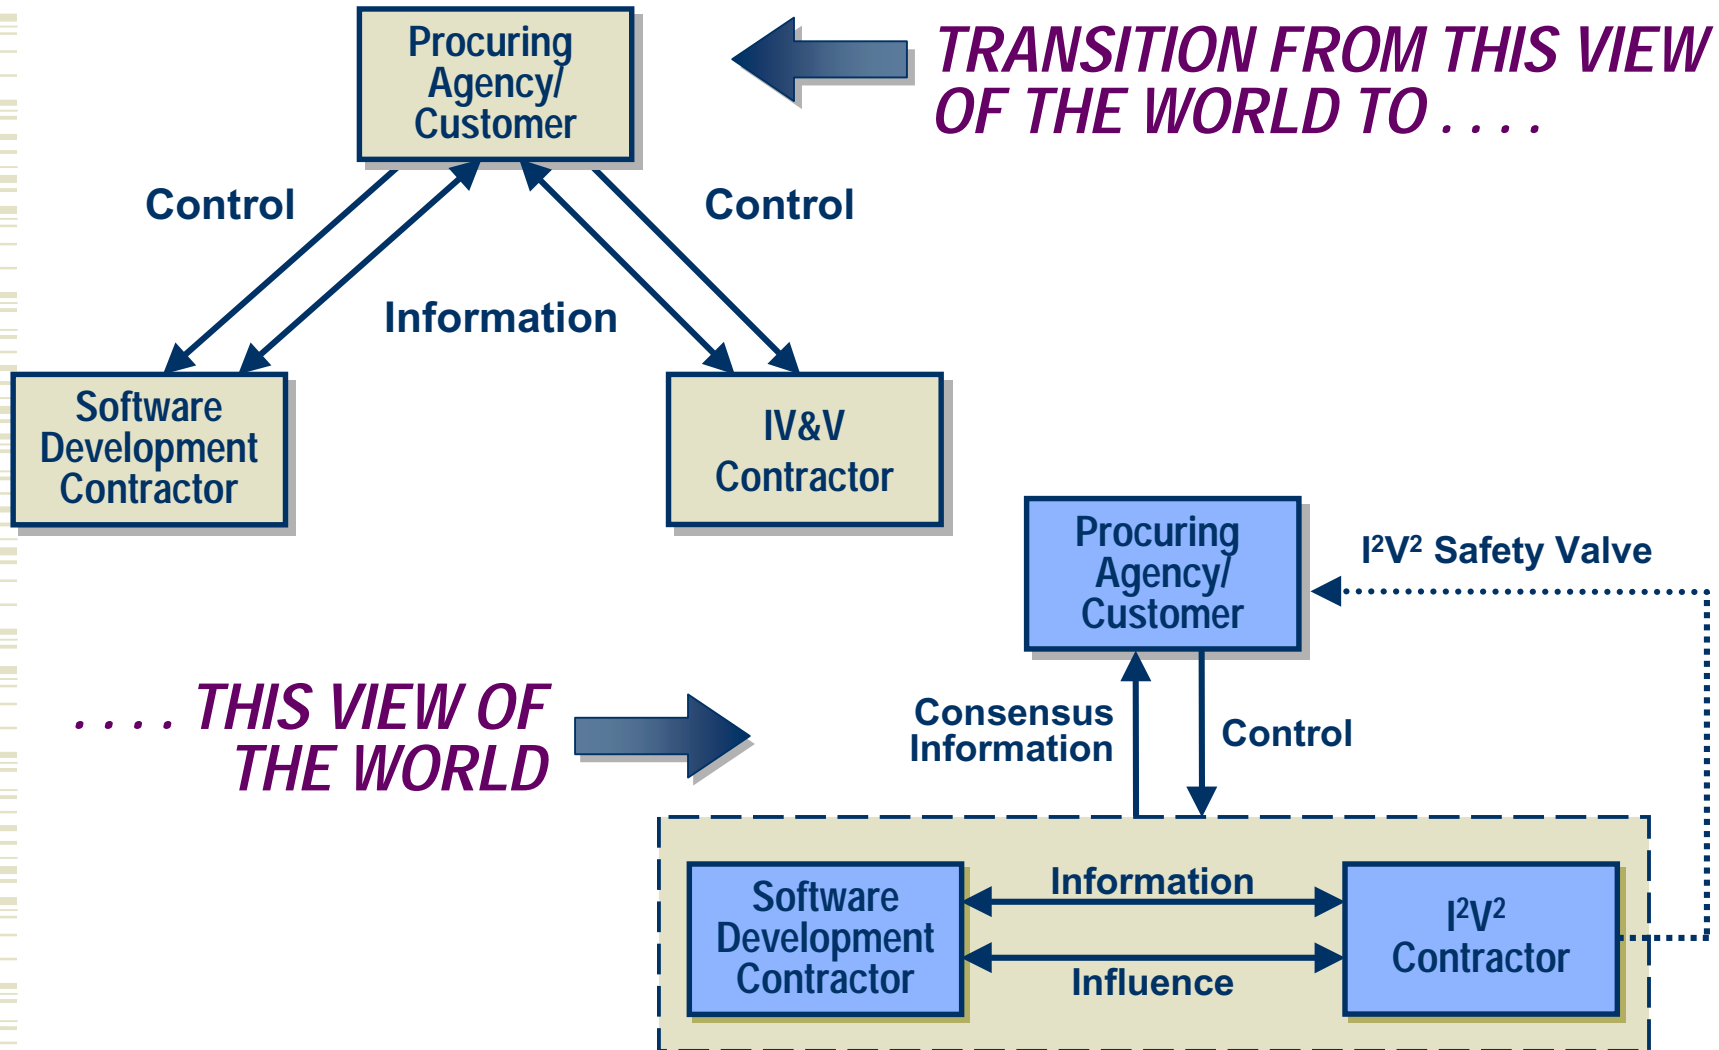 Procuring
Agency/
Customer
TRANSITION FROM THIS VIEW
OF THE WORLD TO . . . .
Control
Control
Information
Software
Development
Contractor
IV&V
Contractor
Procuring
Agency/
Customer
I²V² Safety Valve
. . . . THIS VIEW OF
THE WORLD
Consensus
Information
Control
Software
Development
Contractor
Information
Influence
I²V²
Contractor